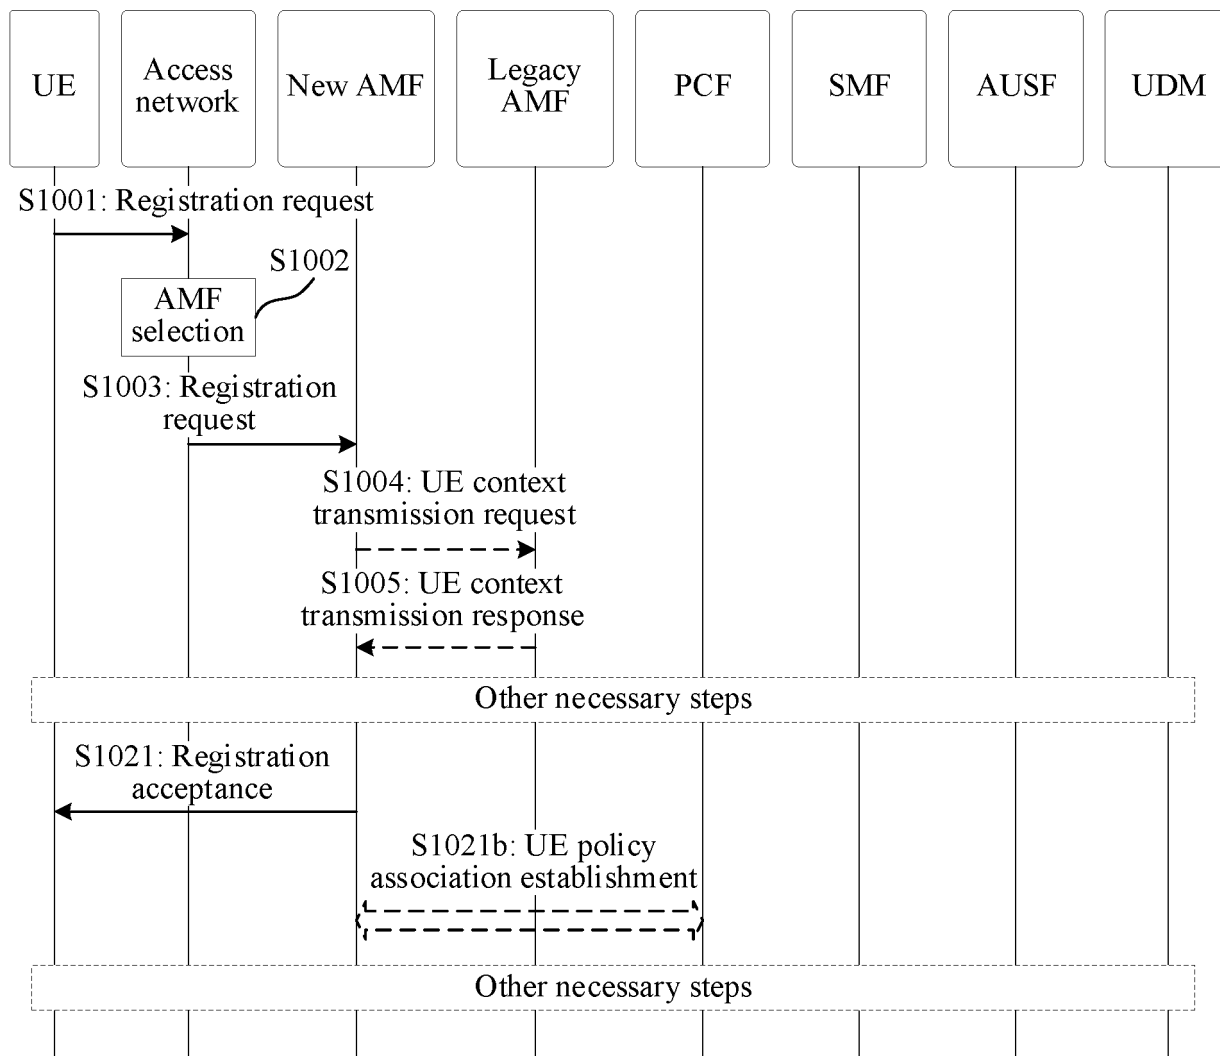 UE
Access
network
New AMF
Legacy
AMF
PCF
SMF
AUSF
UDM
S1001: Registration request
S1002
AMF
selection
S1003: Registration
request
S1004: UE context
transmission request
S1005: UE context
transmission response
Other necessary steps
S1021: Registration
acceptance
S1021b: UE policy
association establishment
Other necessary steps